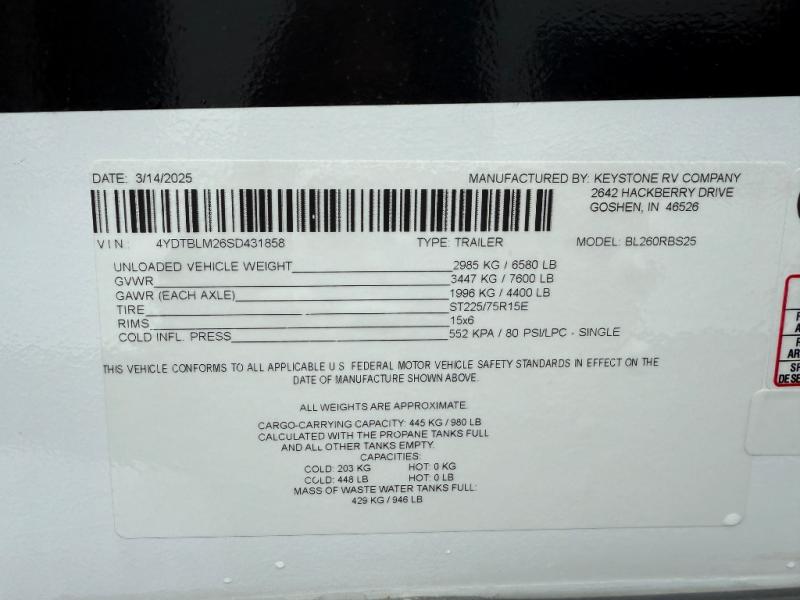 DATE: 3/14/2025 MANUFACTURED BY: KEYSTONE RV COMPANY
2642 HACKBERRY DRIVE
GOSHEN, IN 46526
VIN: 4YDTBLM26SD431858 TYPE: TRAILER MODEL: BL260RBS25
UNLOADED VEHICLE WEIGHT 2985 KG / 6580 LB
GVWR 3447 KG / 7600 LB
GAWR (EACH AXLE) 1996 KG / 4400 LB
TIRE ST225/75R15E
RIMS 15x6
COLD INFL. PRESS 552 KPA / 80 PSI/LPC - SINGLE
THIS VEHICLE CONFORMS TO ALL APPLICABLE U.S. FEDERAL MOTOR VEHICLE SAFETY STANDARDS IN EFFECT ON THE
DATE OF MANUFACTURE SHOWN ABOVE.
ALL WEIGHTS ARE APPROXIMATE.
CARGO-CARRYING CAPACITY: 445 KG / 980 LB
CALCULATED WITH THE PROPANE TANKS FULL
AND ALL OTHER TANKS EMPTY.
CAPACITIES:
COLD: 203 KG HOT: 0 KG
COLD: 448 LB HOT: 0 LB
MASS OF WASTE WATER TANKS FULL:
429 KG / 946 LB